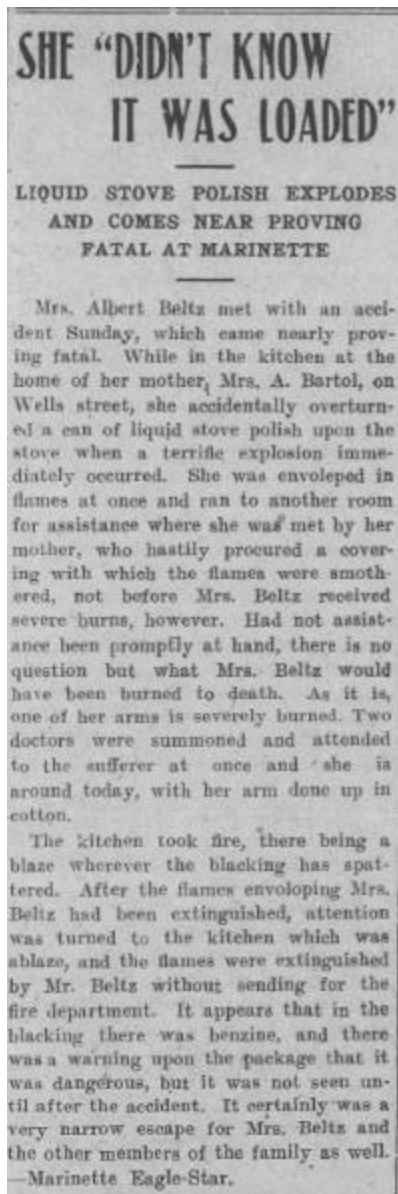 SHE "DIDN'T KNOW
IT WAS LOADED"
LIQUID STOVE POLISH EXPLODES
AND COMES NEAR PROVING
FATAL AT MARINETTE
Mrs. Albert Beltz met with an acci-
dent Sunday, which came nearly prov-
ing fatal. While in the kitchen at the
home of her mother, Mrs. A. Bartol, on
Wells street, she accidentally overturn-
ed a can of liquid stove polish upon the
stove when a terrific explosion imme-
diately occurred. She was envoleped in
flames at once and ran to another room
for assistance where she was met by her
mother, who hastily procured a cover-
ing with which the flames were smoth-
ered, not before Mrs. Beltz received
severe burns, however. Had not assist-
ance been promptly at hand, there is no
question but what Mrs. Beltz would
have been burned to death. As it is,
one of her arms is severely burned. Two
doctors were summoned and attended
to the sufferer at once and she is
around today, with her arm done up in
cotton.
The kitchen took fire, there being a
blaze wherever the blacking has spat-
tered. After the flames enveloping Mrs.
Beltz had been extinguished, attention
was turned to the kitchen which was
ablaze, and the flames were extinguished
by Mr. Beltz without sending for the
fire department. It appears that in the
blacking there was benzine, and there
was a warning upon the package that it
was dangerous, but it was not seen un-
til after the accident. It certainly was a
very narrow escape for Mrs. Beltz and
the other members of the family as well.
—Marinette Eagle-Star.